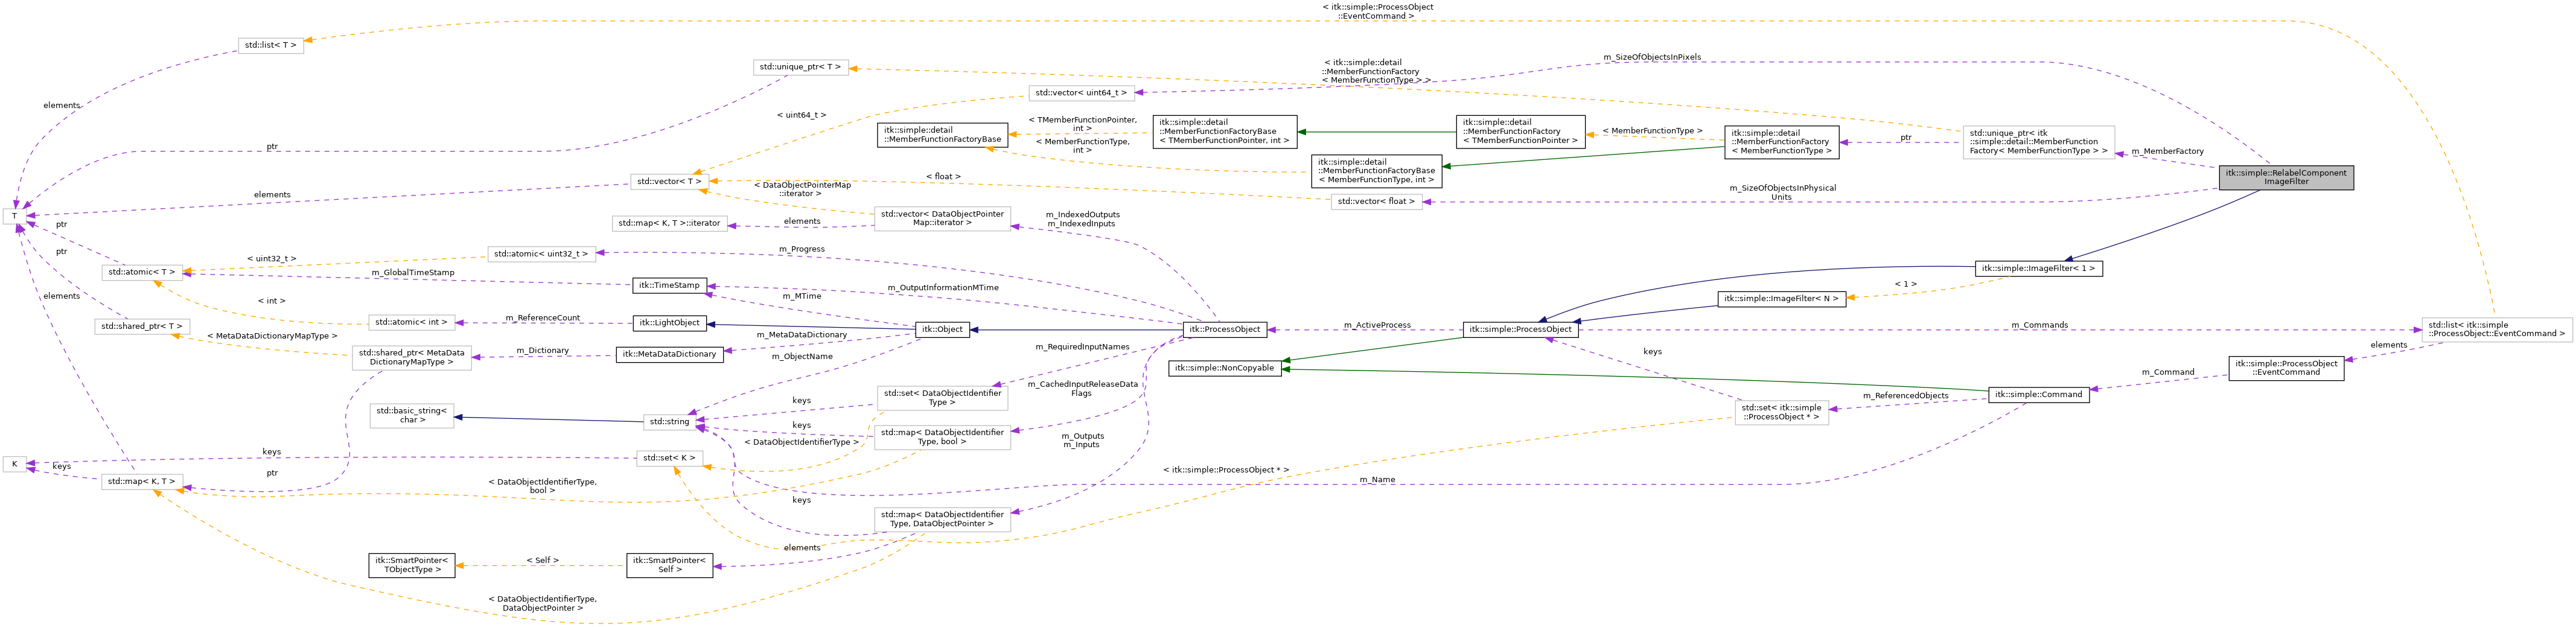 < itk::simple::ProcessObject
::EventCommand >
std::list< T >
m_SizeOfObjectsInPixels
std::unique_ptr< T >
< itk::simple::detail
::MemberFunctionFactory
< MemberFunctionType > >
std::vector< uint64_t >
elements
< uint64_t >
itk::simple::detail
::MemberFunctionFactoryBase
< TMemberFunctionPointer,
int >
< MemberFunctionType,
int >
itk::simple::detail
::MemberFunctionFactoryBase
< TMemberFunctionPointer, int >
itk::simple::detail
::MemberFunctionFactory
< TMemberFunctionPointer >
< MemberFunctionType >
itk::simple::detail
::MemberFunctionFactory
< MemberFunctionType >
ptr
std::unique_ptr< itk
::simple::detail::MemberFunction
Factory< MemberFunctionType > >
m_MemberFactory
itk::simple::RelabelComponent
ImageFilter
ptr
itk::simple::detail
::MemberFunctionFactoryBase
< MemberFunctionType, int >
std::vector< T >
elements
< float >
< DataObjectPointerMap
::iterator >
m_SizeOfObjectsInPhysical
Units
std::vector< float >
T
std::map< K, T >::iterator
elements
std::vector< DataObjectPointer
Map::iterator >
m_IndexedOutputs
m_IndexedInputs
ptr
ptr
std::atomic< T >
< uint32_t >
std::atomic< uint32_t >
m_Progress
m_GlobalTimeStamp
itk::TimeStamp
m_OutputInformationMTime
m_MTime
itk::simple::ImageFilter< 1 >
< 1 >
itk::simple::ImageFilter< N >
elements
< int >
std::shared_ptr< T >
std::atomic< int >
m_ReferenceCount
itk::LightObject
itk::Object
itk::ProcessObject
m_ActiveProcess
itk::simple::ProcessObject
m_Commands
std::list< itk::simple
::ProcessObject::EventCommand >
< MetaDataDictionaryMapType >
std::shared_ptr< MetaData
DictionaryMapType >
m_Dictionary
itk::MetaDataDictionary
m_MetaDataDictionary
m_ObjectName
m_RequiredInputNames
itk::simple::NonCopyable
keys
elements
itk::simple::ProcessObject
::EventCommand
m_Command
itk::simple::Command
m_ReferencedObjects
std::set< itk::simple
::ProcessObject * >
std::basic_string<
char >
std::string
keys
std::set< DataObjectIdentifier
Type >
m_CachedInputReleaseData
Flags
keys
std::map< DataObjectIdentifier
Type, bool >
< DataObjectIdentifierType >
m_Outputs
m_Inputs
K
keys
keys
std::set< K >
< itk::simple::ProcessObject * >
m_Name
std::map< K, T >
ptr
< DataObjectIdentifierType,
bool >
keys
std::map< DataObjectIdentifier
Type, DataObjectPointer >
elements
itk::SmartPointer<
TObjectType >
< Self >
itk::SmartPointer<
Self >
< DataObjectIdentifierType,
DataObjectPointer >